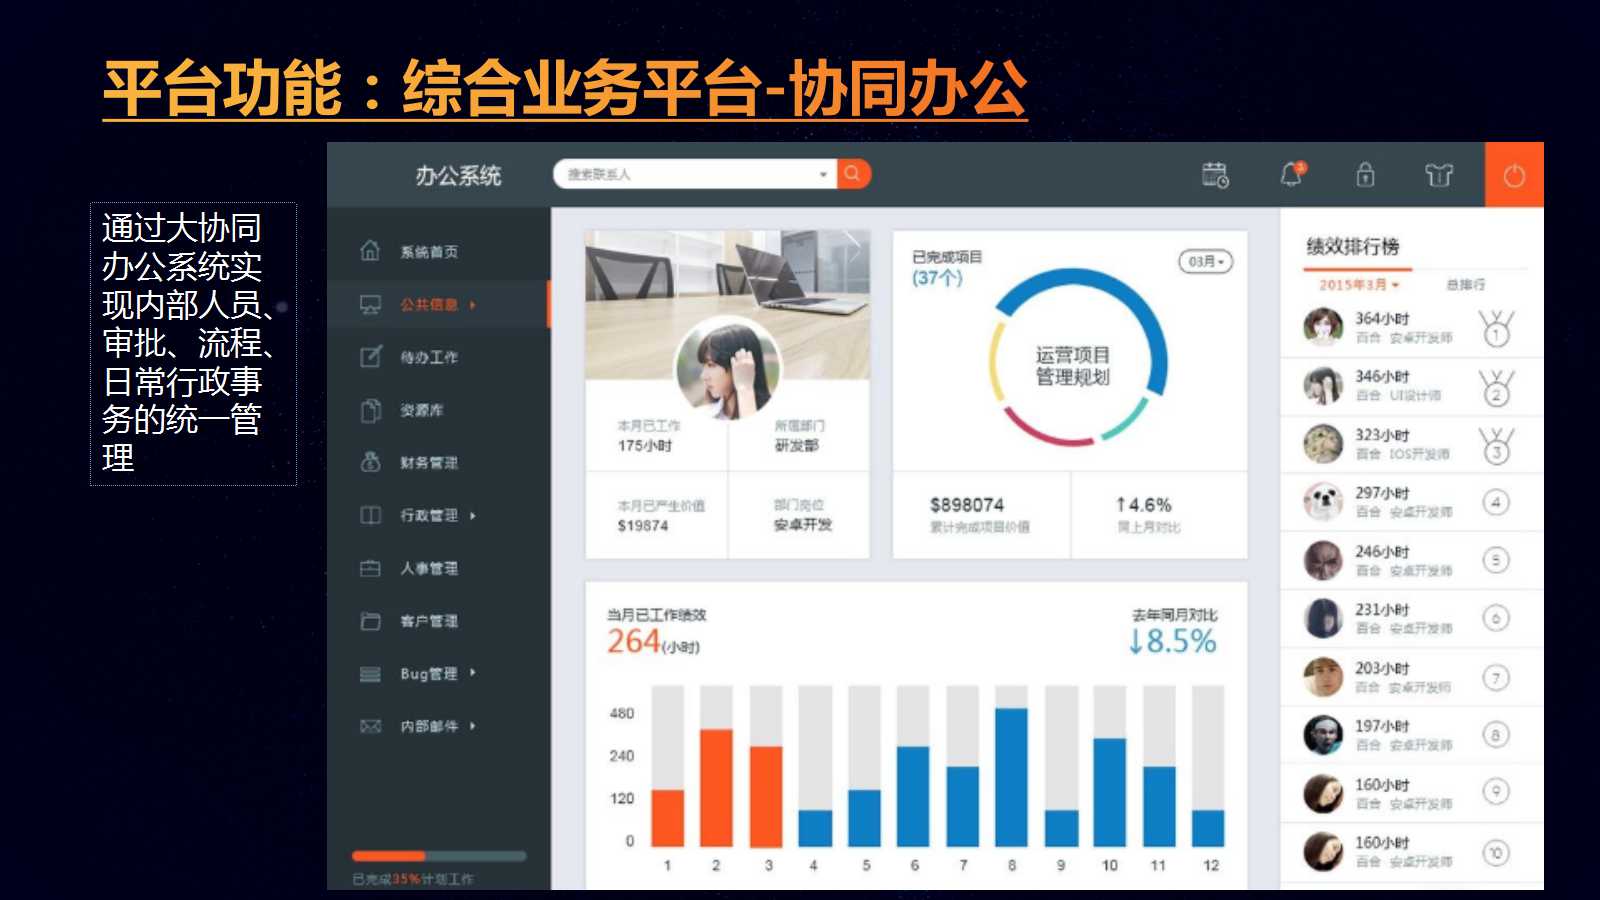 平台功能：综合业务平台-协同办公
通过大协同
办公系统实
现内部人员、
审批、流程、
日常行政事
务的统一管
理
办公系统
搜索联系人
3
系统首页
公共信息
待办工作
资源库
财务管理
行政管理
人事管理
客户管理
Bug管理
内部邮件
已完成35%计划工作
本月已工作
175小时
所属部门
研发部
本月已产生价值
$19874
部门岗位
安卓开发
已完成项目
(37个)
03月
运营项目
管理规划
$898074
累计完成项目价值
↑4.6%
同上月对比
当月已工作绩效
264(小时)
去年同月对比
↓8.5%
480
240
120
0
1 2 3 4 5 6 7 8 9 10 11 12
绩效排行榜
2015年3月
总排行
364小时
百合 安卓开发师
1
346小时
百合 UI设计师
2
323小时
百合 IOS开发师
3
297小时
百合 安卓开发师
4
246小时
百合 安卓开发师
5
231小时
百合 安卓开发师
6
203小时
百合 安卓开发师
7
197小时
百合 安卓开发师
8
160小时
百合 安卓开发师
9
160小时
百合 安卓开发师
10